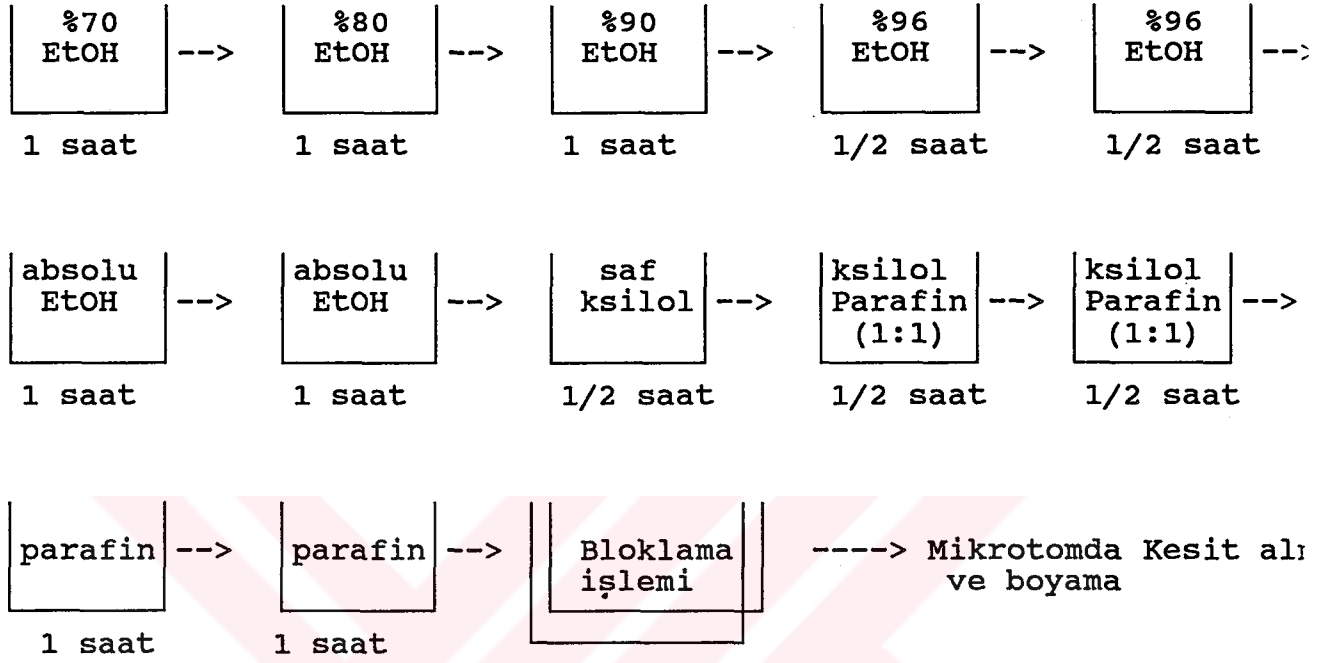 %70 %80 %90 %96 %96
EtOH --> EtOH --> EtOH --> EtOH --> EtOH -->
1 saat 1 saat 1 saat 1/2 saat 1/2 saat
absolu absolu saf ksilol ksilol
EtOH --> EtOH --> ksilol --> Parafin --> Parafin -->
(1:1) (1:1)
1 saat 1 saat 1/2 saat 1/2 saat 1/2 saat
parafin --> parafin --> Bloklama ----> Mikrotomda Kesit
işlemi ve boyama
1 saat 1 saat